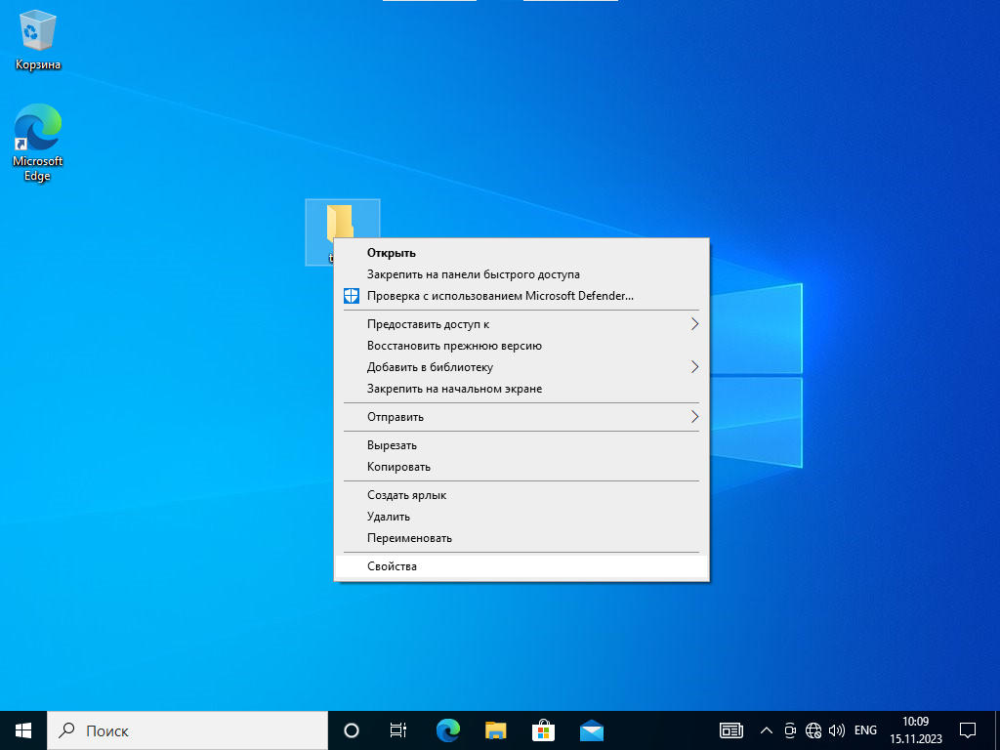 Корзина
Microsoft
Edge
Открыть
Закрепить на панели быстрого доступа
Проверка с использованием Microsoft Defender...
Предоставить доступ к
Восстановить прежнюю версию
Добавить в библиотеку
Закрепить на начальном экране
Отправить
Вырезать
Копировать
Создать ярлык
Удалить
Переименовать
Свойства
Поиск
ENG
10:09
15.11.2023